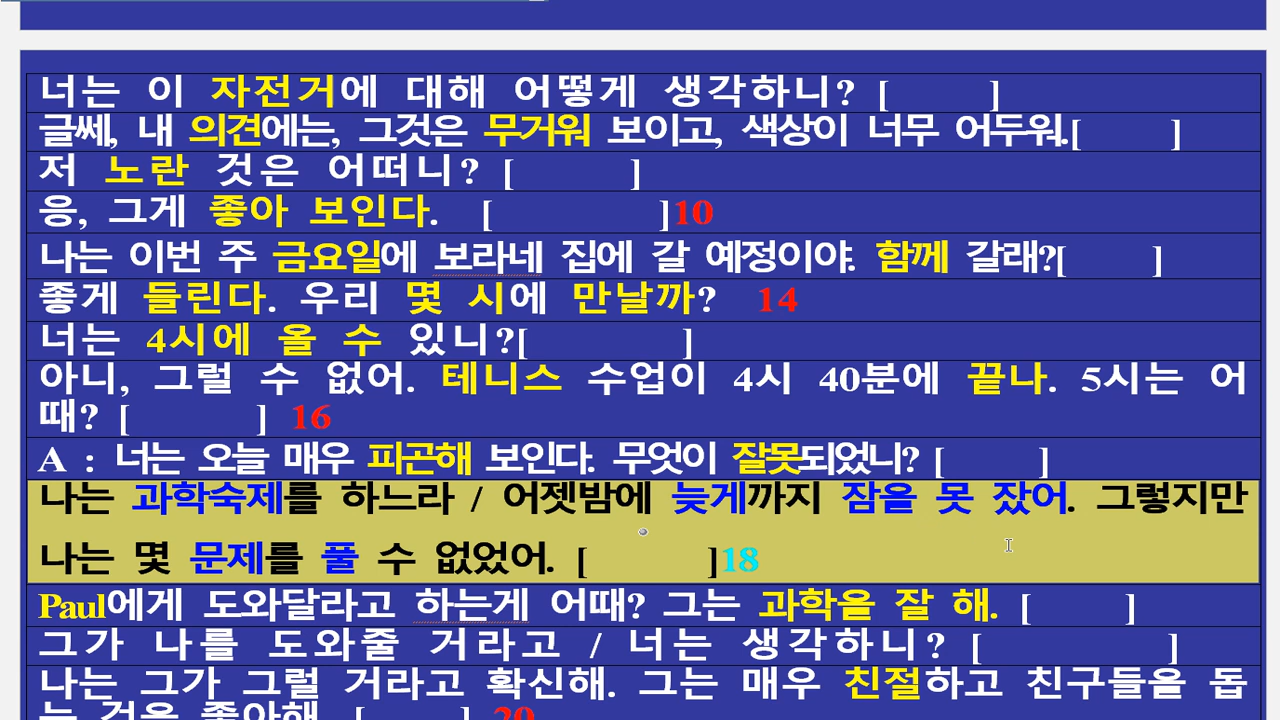 너는 이 자전거에 대해 어떻게 생각하니? [ ]
글쎄, 내 의견에는, 그것은 무거워 보이고, 색상이 너무 어두워.[ ]
저 노란 것은 어떠니? [ ]
응, 그게 좋아 보인다. [ ]10
나는 이번 주 금요일에 보라네 집에 갈 예정이야. 함께 갈래?[ ]
좋게 들린다. 우리 몇 시에 만날까? 14
너는 4시에 올 수 있니?[ ]
아니, 그럴 수 없어. 테니스 수업이 4시 40분에 끝나. 5시는 어
때? [ ] 16
A : 너는 오늘 매우 피곤해 보인다. 무엇이 잘못되었니? [ ]
나는 과학숙제를 하느라 / 어젯밤에 늦게까지 잠을 못 잤어. 그렇지만
나는 몇 문제를 풀 수 없었어. [ ]18
Paul에게 도와달라고 하는게 어때? 그는 과학을 잘 해. [ ]
그가 나를 도와줄 거라고 / 너는 생각하니? [ ]
나는 그가 그럴 거라고 확신해. 그는 매우 친절하고 친구들을 돕
는 것을 좋아해. [ ] 20